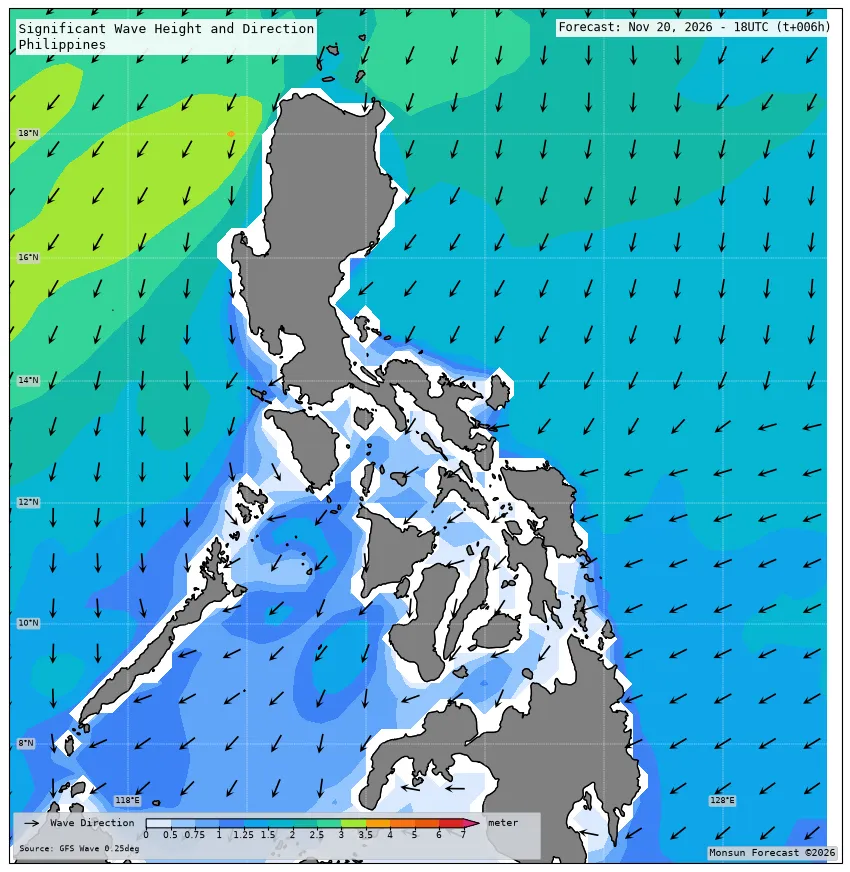 Significant Wave Height and Direction
Philippines
Forecast: Nov 20, 2026 - 18UTC (t+006h)
18°N
16°N
14°N
12°N
10°N
8°N
118°E
128°E
Wave Direction
0 0.5 0.75 1 1.25 1.5 2 2.5 3 3.5 4 5 6 7
meter
Source: GFS Wave 0.25deg
Monsun Forecast ©2026